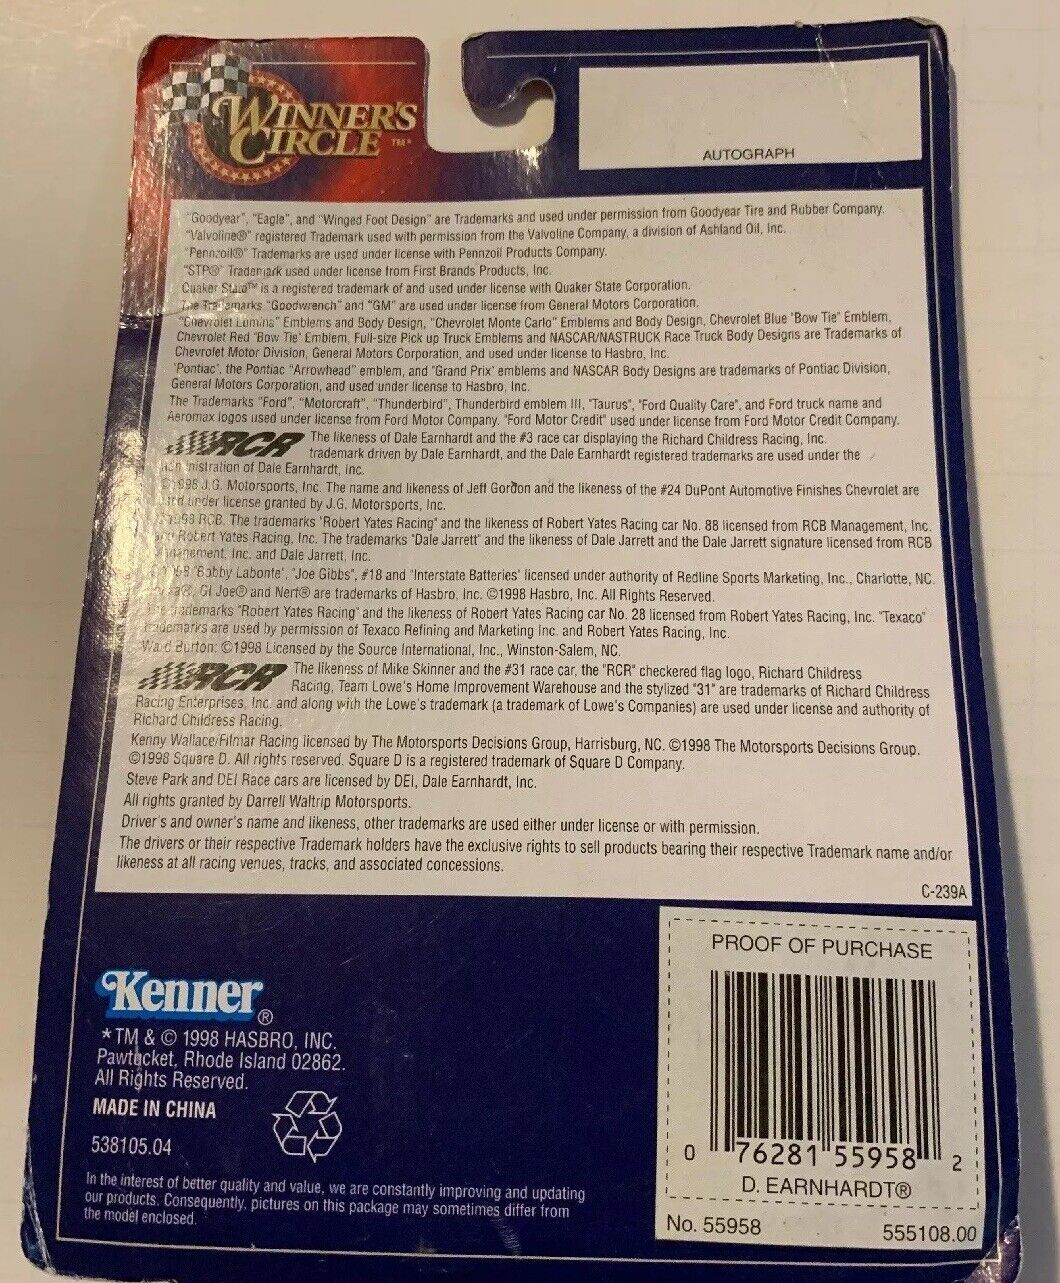 WINNER'S
CIRCLE ™*
AUTOGRAPH
"Goodyear", "Eagle", and "Winged Foot Design" are Trademarks and used under permission from Goodyear Tire and Rubber Company.
"Valvoline®" registered Trademark used with permission from the Valvoline Company, a division of Ashland Oil, Inc.
"Pennzoil®" Trademarks are used under license with Pennzoil Products Company.
"STP®" Trademark used under license from First Brands Products, Inc.
Quaker State™ is a registered trademark of and used under license with Quaker State Corporation.
The Trademarks "Goodwrench" and "GM" are used under license from General Motors Corporation.
"Chevrolet Lumina" Emblems and Body Design, "Chevrolet Monte Carlo" Emblems and Body Design, Chevrolet Blue "Bow Tie" Emblem,
Chevrolet Red "Bow Tie" Emblem, Full-size Pick up Truck Emblems and NASCAR/NASTRUCK Race Truck Body Designs are Trademarks of
Chevrolet Motor Division, General Motors Corporation, and used under license to Hasbro, Inc.
"Pontiac", the Pontiac "Arrowhead" emblem, and "Grand Prix" emblems and NASCAR Body Designs are trademarks of Pontiac Division,
General Motors Corporation, and used under license to Hasbro, Inc.
The Trademarks "Ford", "Motorcraft", "Thunderbird", Thunderbird emblem III, "Taurus", "Ford Quality Care", and Ford truck name and
Aeromax logos used under license from Ford Motor Company. "Ford Motor Credit" used under license from Ford Motor Credit Company.
RCR The likeness of Dale Earnhardt and the #3 race car displaying the Richard Childress Racing, Inc.
trademark driven by Dale Earnhardt, and the Dale Earnhardt registered trademarks are used under the
administration of Dale Earnhardt, Inc.
©1998 J.G. Motorsports, Inc. The name and likeness of Jeff Gordon and the likeness of the #24 DuPont Automotive Finishes Chevrolet are
used under license granted by J.G. Motorsports, Inc.
©1998 RCB. The trademarks "Robert Yates Racing" and the likeness of Robert Yates Racing car No. 88 licensed from RCB Management, Inc.
and Robert Yates Racing, Inc. The trademarks "Dale Jarrett" and the likeness of Dale Jarrett and the Dale Jarrett signature licensed from RCB
Management, Inc. and Dale Jarrett, Inc.
©1998 "Bobby Labonte", "Joe Gibbs", #18 and "Interstate Batteries" licensed under authority of Redline Sports Marketing, Inc., Charlotte, NC.
GI Joe® and Nerf® are trademarks of Hasbro, Inc. ©1998 Hasbro, Inc. All Rights Reserved.
The trademarks "Robert Yates Racing" and the likeness of Robert Yates Racing car No. 28 licensed from Robert Yates Racing, Inc. "Texaco"
trademarks are used by permission of Texaco Refining and Marketing Inc. and Robert Yates Racing, Inc.
Ward Burton: ©1998 Licensed by the Source International, Inc., Winston-Salem, NC.
RCR The likeness of Mike Skinner and the #31 race car, the "RCR" checkered flag logo, Richard Childress
Racing, Team Lowe's Home Improvement Warehouse and the stylized "31" are trademarks of Richard Childress
Racing Enterprises, Inc. and along with the Lowe's trademark (a trademark of Lowe's Companies) are used under license and authority of
Richard Childress Racing.
Kenny Wallace/Filmar Racing licensed by The Motorsports Decisions Group, Harrisburg, NC. ©1998 The Motorsports Decisions Group.
©1998 Square D. All rights reserved. Square D is a registered trademark of Square D Company.
Steve Park and DEI Race cars are licensed by DEI, Dale Earnhardt, Inc.
All rights granted by Darrell Waltrip Motorsports.
Driver's and owner's name and likeness, other trademarks are used either under license or with permission.
The drivers or their respective Trademark holders have the exclusive rights to sell products bearing their respective Trademark name and/or
likeness at all racing venues, tracks, and associated concessions.
C-239A
Kenner®
*TM & © 1998 HASBRO, INC.
Pawtucket, Rhode Island 02862.
All Rights Reserved.
MADE IN CHINA
538105.04
In the interest of better quality and value, we are constantly improving and updating
our products. Consequently, pictures on this package may sometimes differ from
the model enclosed.
PROOF OF PURCHASE
0 76281 55958 2
D. EARNHARDT®
No. 55958 555108.00